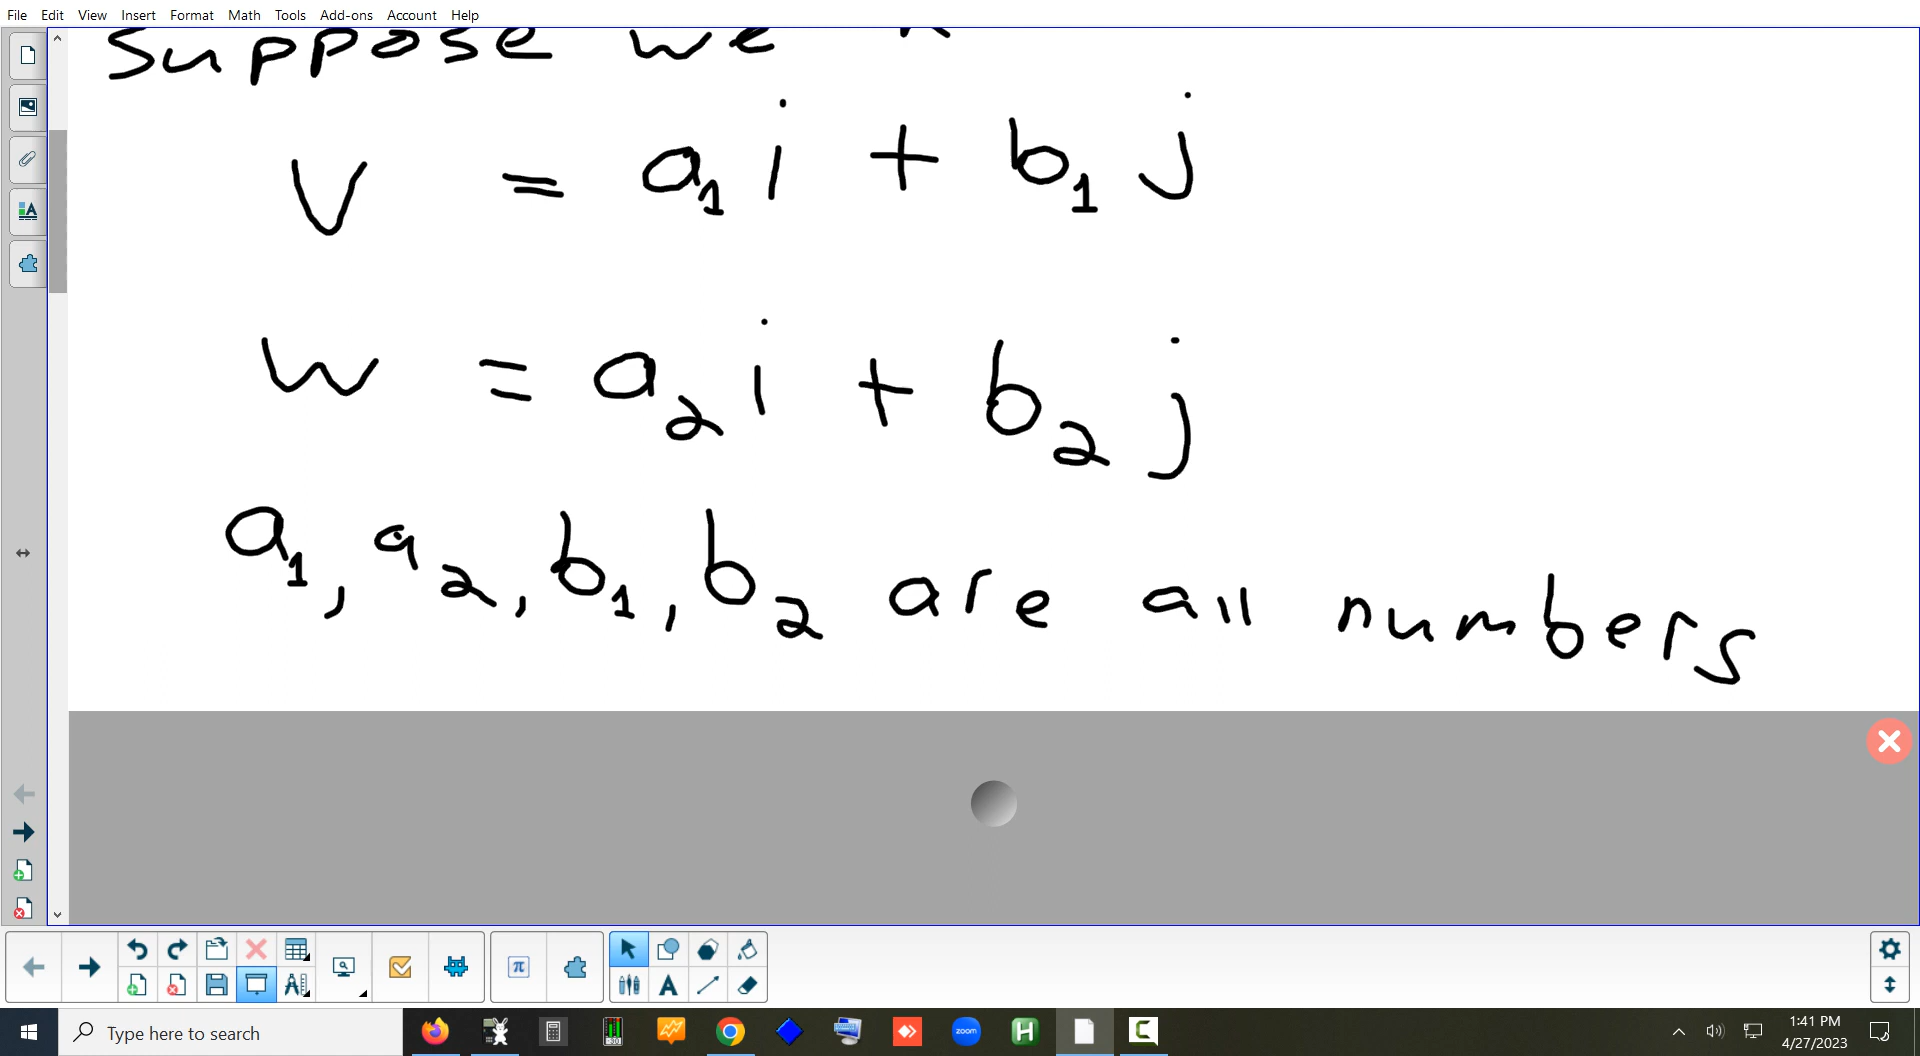 File Edit View Insert Format Math Tools Add-ons Account Help
suppose we
v = a₁ i + b₁ j
w = a₂ i + b₂ j
a₁, a₂, b₁, b₂ are all numbers
Type here to search
zoom
H
C
1:41 PM
4/27/2023